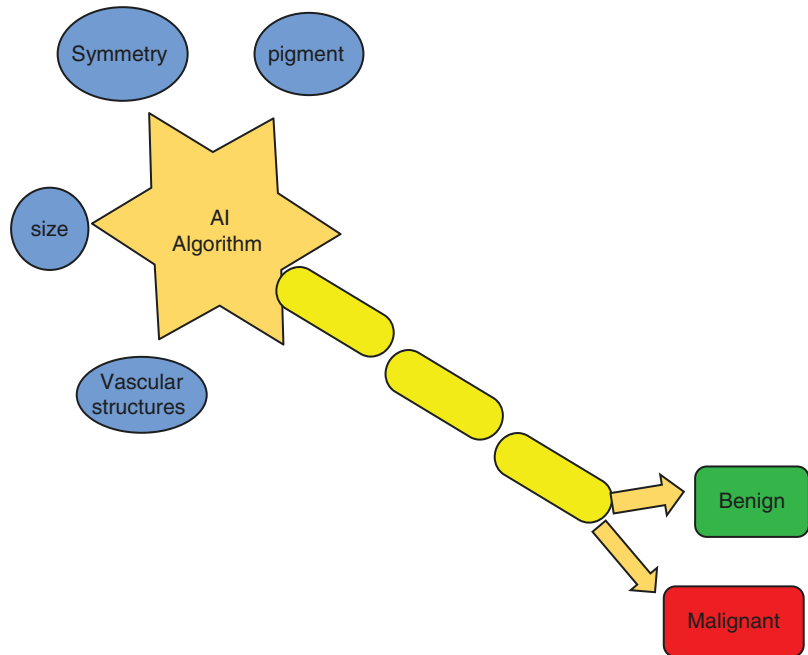 Symmetry
pigment
size
AI
Algorithm
Vascular
structures
Benign
Malignant